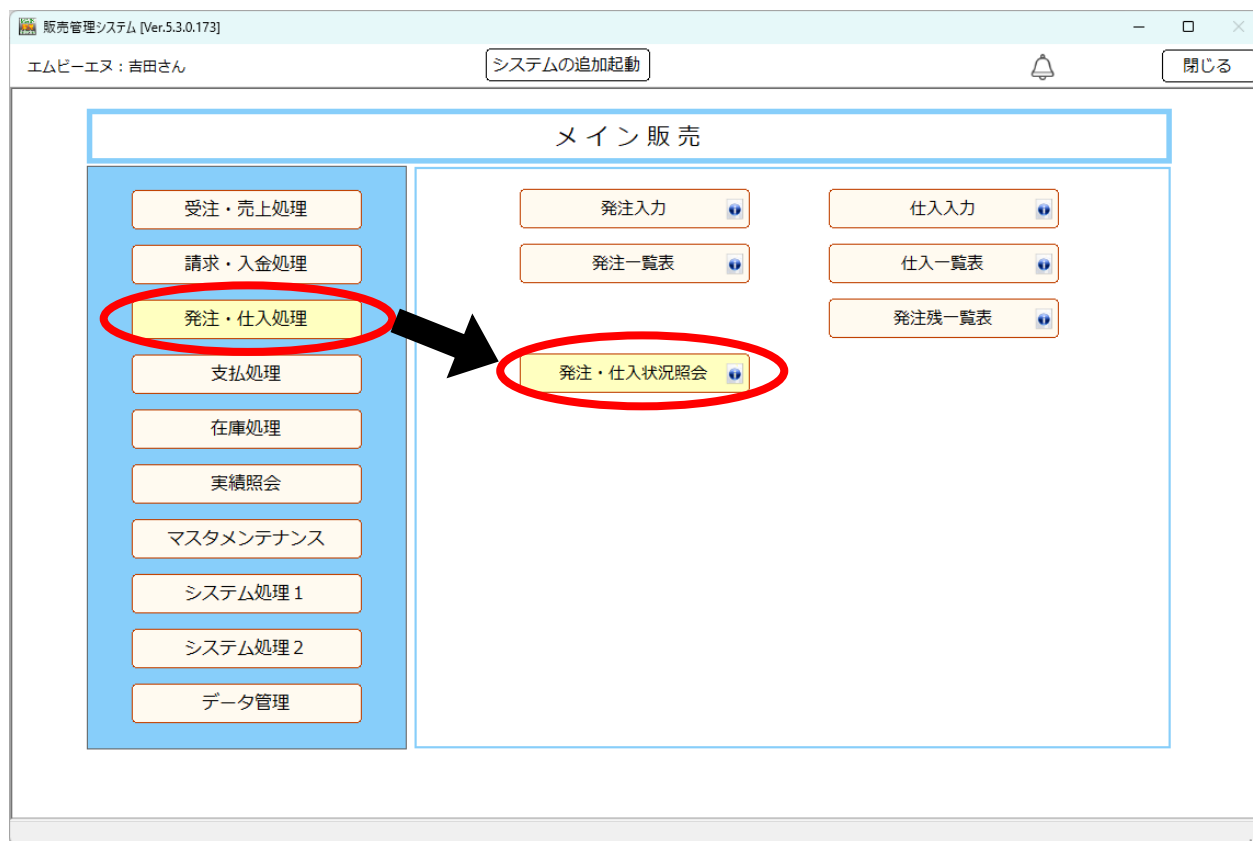 販売管理システム [Ver.5.3.0.173]
エムビーエヌ：吉田さん
システムの追加起動
閉じる
メイン販売
受注・売上処理
請求・入金処理
発注・仕入処理
支払処理
在庫処理
実績照会
マスタメンテナンス
システム処理１
システム処理２
データ管理
発注入力
仕入入力
発注一覧表
仕入一覧表
発注残一覧表
発注・仕入状況照会